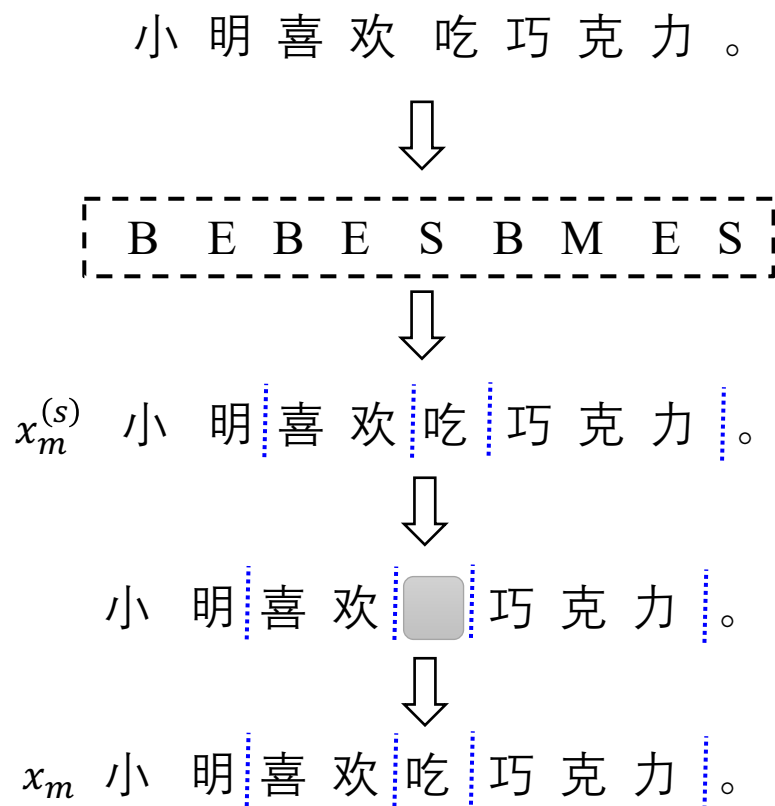 小明喜欢吃巧克力。
B E B E S B M E S
x_m^{(s)} 小明喜欢吃巧克力。
小明喜欢 巧克力。
x_m 小明喜欢吃巧克力。